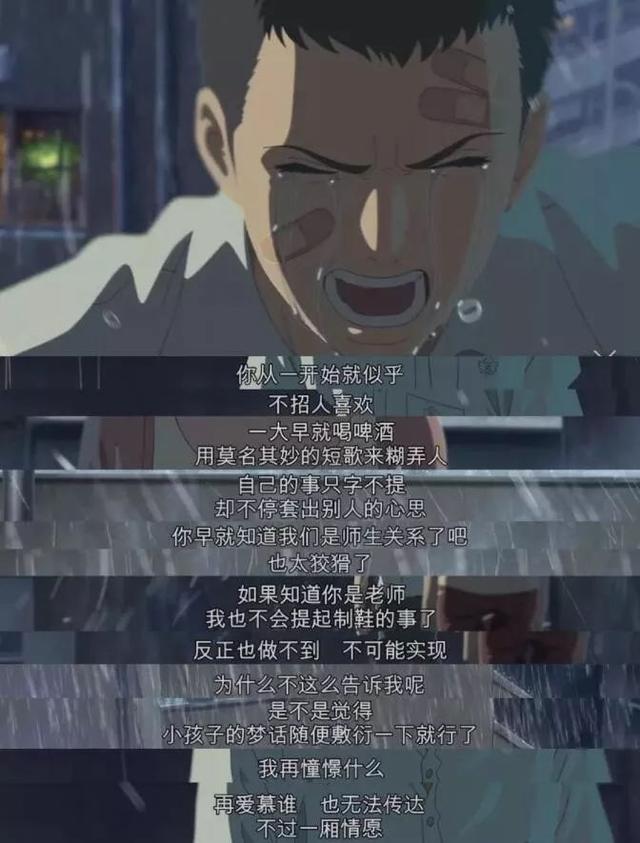 你从一开始就似乎
不招人喜欢
一大早就喝啤酒
用莫名其妙的短歌来糊弄人
自己的事只字不提
却不停套出别人的心思
你早就知道我们是师生关系了吧
也太狡猾了
如果知道你是老师
我也不会提起制鞋的事了
反正也做不到 不可能实现
为什么不这么告诉我呢
是不是觉得
小孩子的梦话随便敷衍一下就行了
我再憧憬什么
再爱慕谁 也无法传达
不过一厢情愿